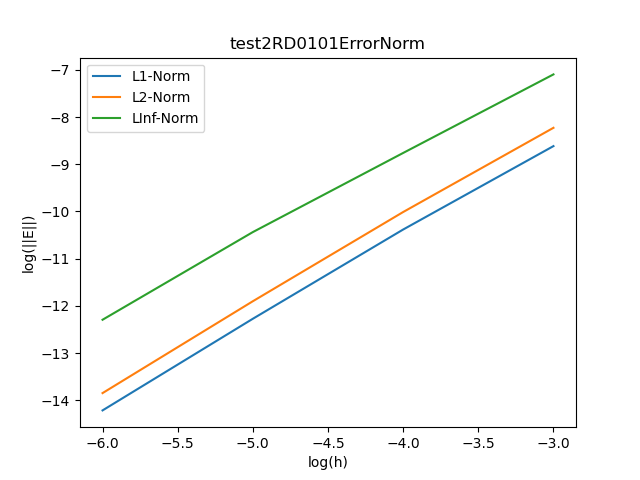 test2RD0101ErrorNorm
L1-Norm
L2-Norm
LInf-Norm
−7
−8
−9
−10
−11
−12
−13
−14
log(||E||)
−6.0
−5.5
−5.0
−4.5
−4.0
−3.5
−3.0
log(h)